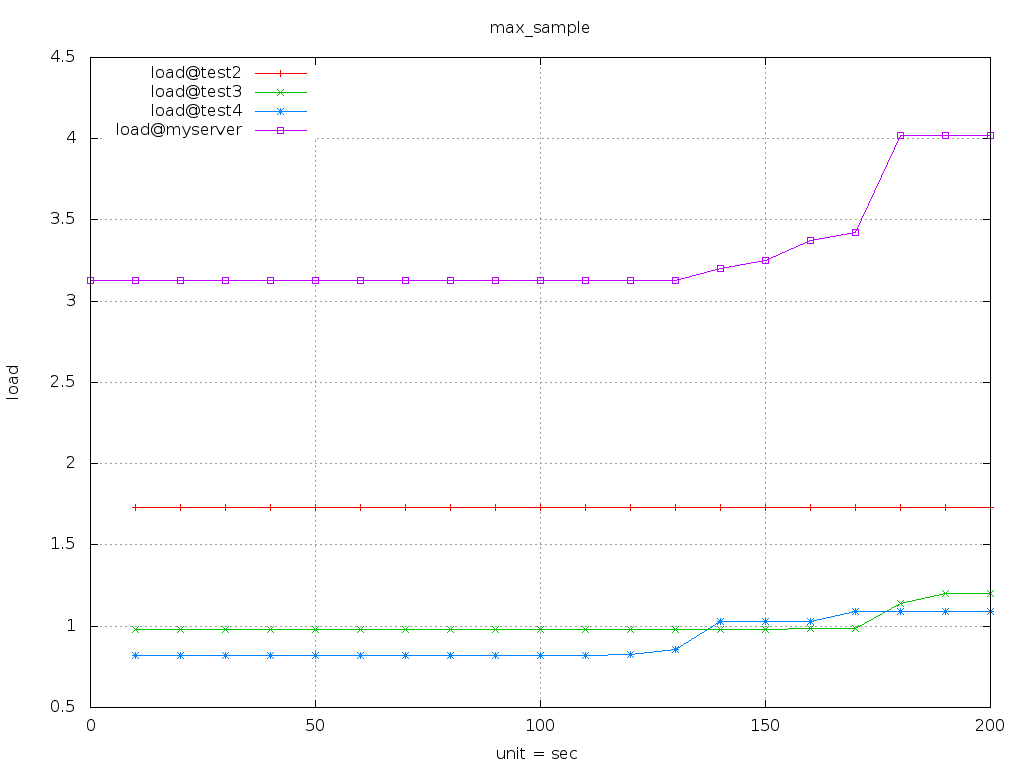 max_sample
load@test2
load@test3
load@test4
load@myserver
4.5
4
3.5
3
2.5
2
1.5
1
0.5
load
0 50 100 150 200
unit = sec